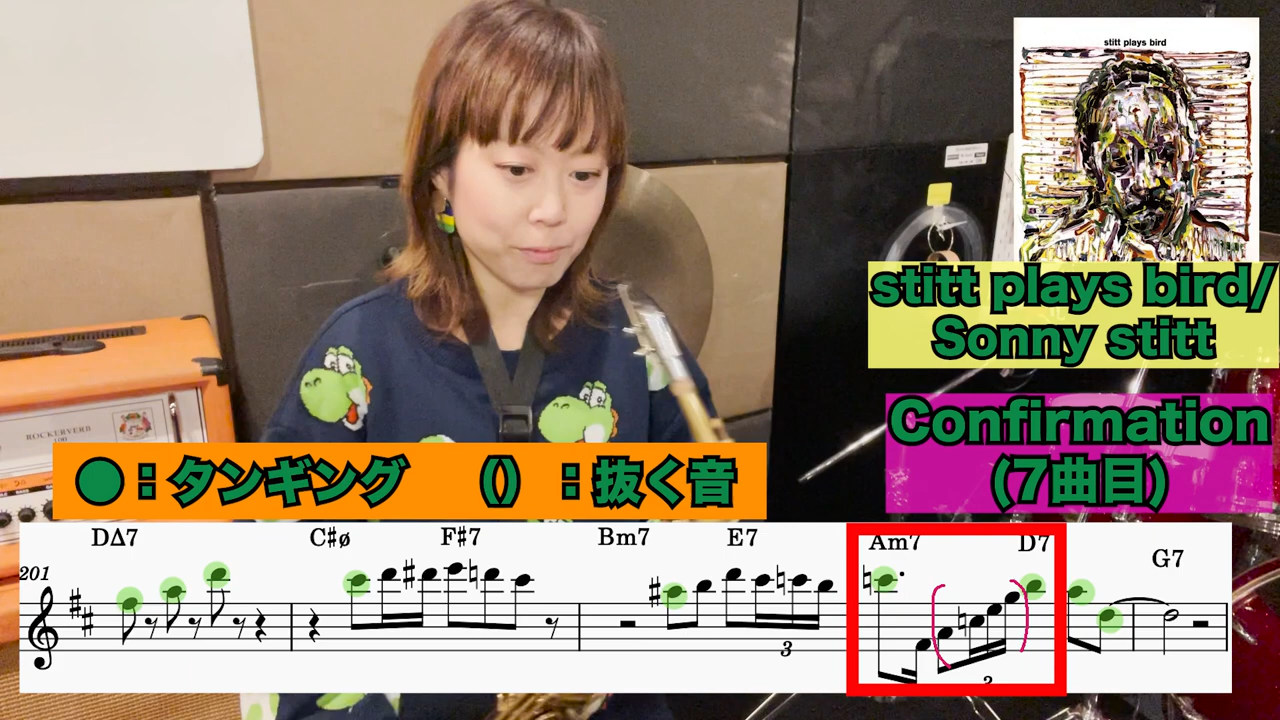 stitt plays bird
stitt plays bird/
Sonny stitt
Confirmation
(7曲目)
ROCKERVERB
●：タンギング　()：抜く音
DΔ7 C#ø F#7 Bm7 E7 Am7 D7 G7
201
3